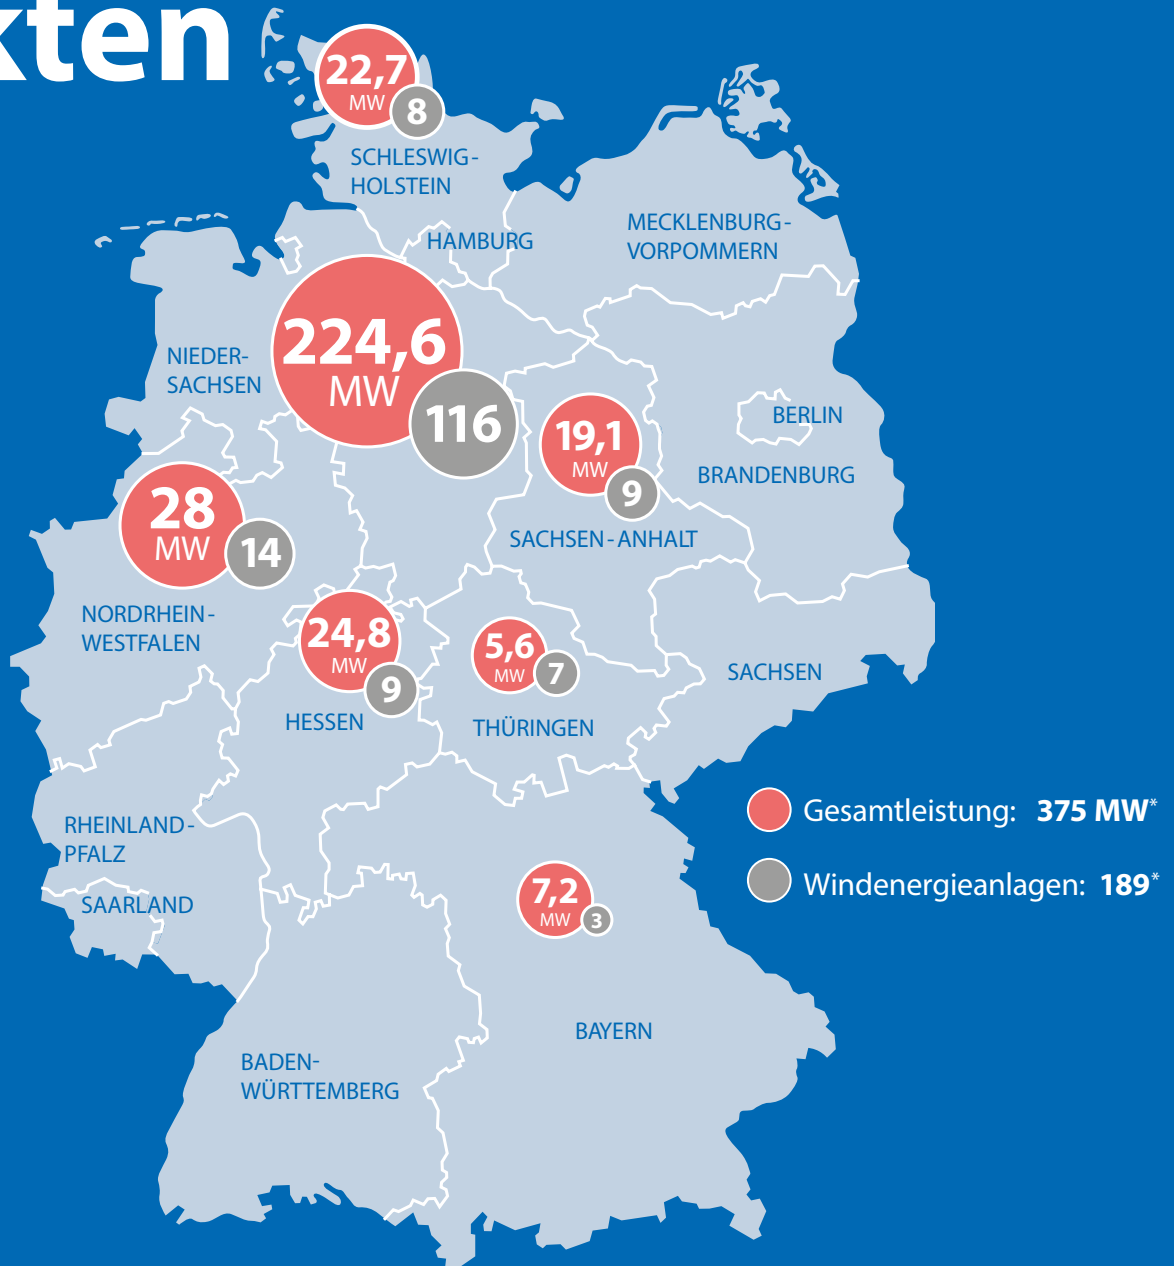 kten
22,7
MW
8
SCHLESWIG-
HOLSTEIN
HAMBURG
MECKLENBURG-
VORPOMMERN
224,6
MW
116
NIEDER-
SACHSEN
19,1
MW
9
SACHSEN-ANHALT
BERLIN
BRANDENBURG
28
MW
14
NORDRHEIN-
WESTFALEN
24,8
MW
9
HESSEN
5,6
MW
7
THÜRINGEN
SACHSEN
Gesamtleistung: 375 MW*
Windenergieanlagen: 189*
RHEINLAND-
PFALZ
SAARLAND
7,2
MW
3
BAYERN
BADEN-
WÜRTTEMBERG